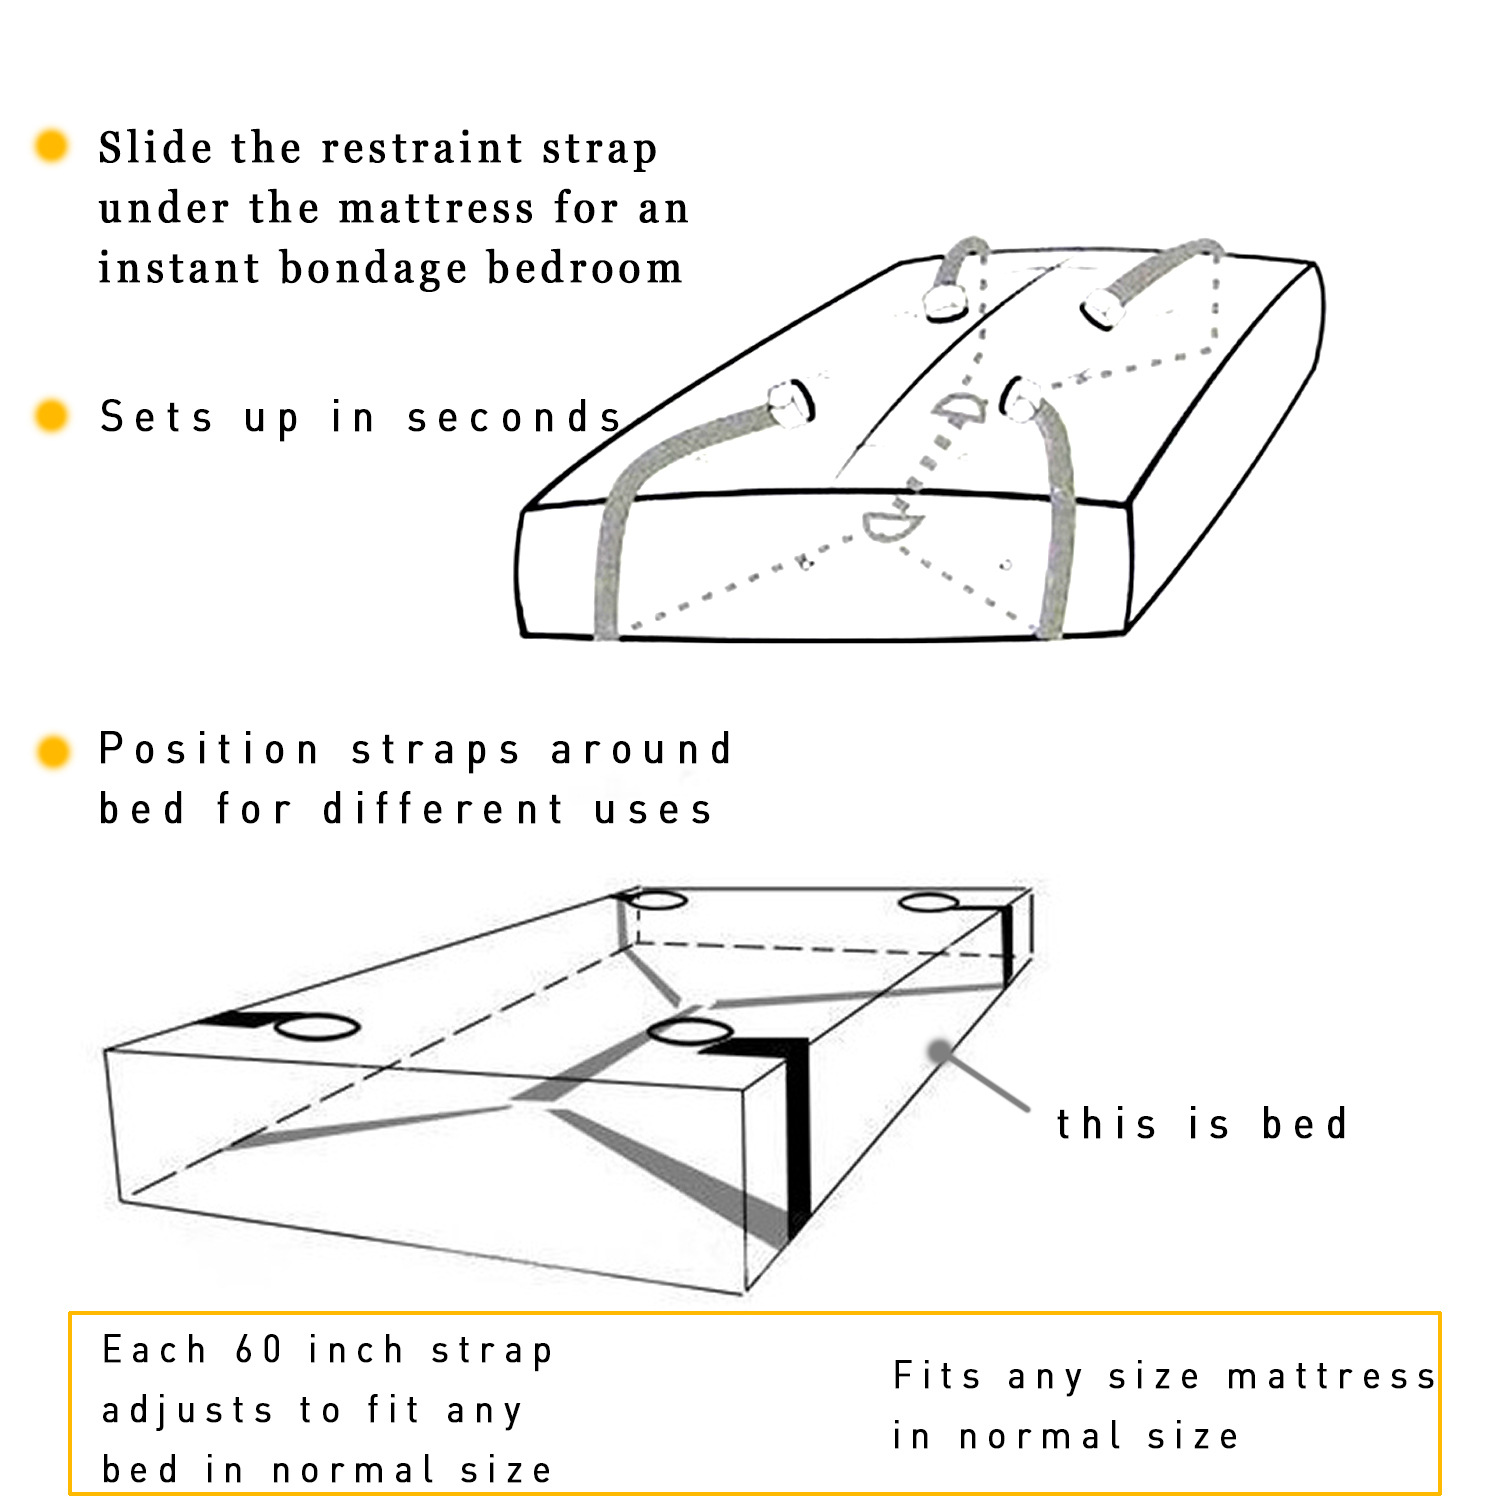 Slide the restraint strap
under the mattress for an
instant bondage bedroom
Sets up in seconds
Position straps around
bed for different uses
this is bed
Each 60 inch strap
adjusts to fit any
bed in normal size
Fits any size mattress
in normal size